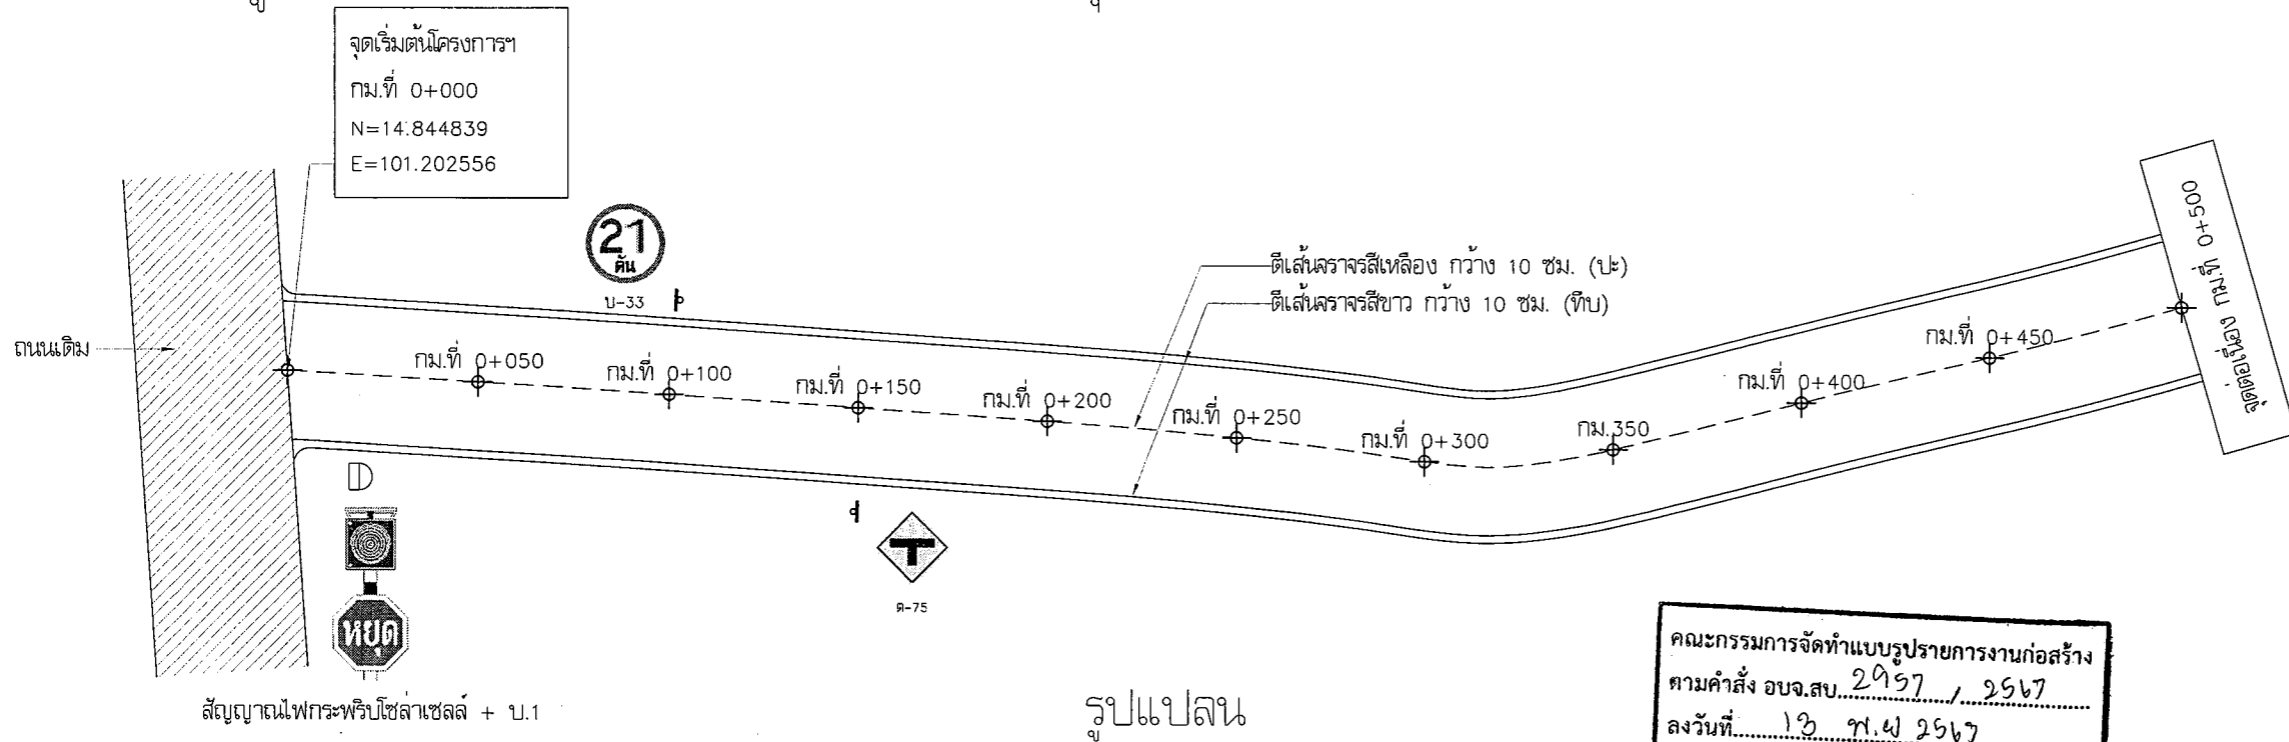 จุดเริ่มต้นโครงการฯ
กม.ที่ 0+000
N=14.844839
E=101.202556
21
ตัน
บ-33
ตีเส้นจราจรสีเหลือง กว้าง 10 ซม. (ปะ)
ตีเส้นจราจรสีขาว กว้าง 10 ซม. (ทึบ)
ถนนเดิม
กม.ที่ 0+050
กม.ที่ 0+100
กม.ที่ 0+150
กม.ที่ 0+200
กม.ที่ 0+250
กม.ที่ 0+300
กม.350
กม.ที่ 0+400
กม.ที่ 0+450
จุดต่อเนื่อง กม.ที่ 0+500
ต-75
หยุด
สัญญาณไฟกระพริบโซล่าเซลล์ + บ.1
รูปแปลน
คณะกรรมการจัดทำแบบรูปรายการงานก่อสร้าง
ตามคำสั่ง อบจ.สบ. 2957 / 2567
ลงวันที่ 13 พ.ย 2567